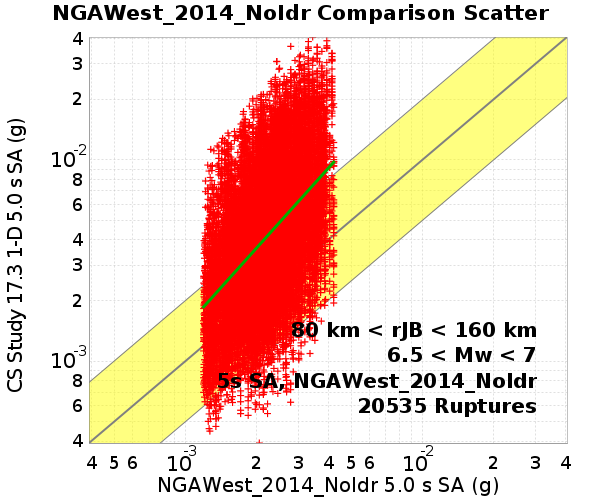 NGAWest_2014_NoIdr Comparison Scatter
CS Study 17.3 1-D 5.0 s SA (g)
4
3
2
10-2
8
6
4
3
2
10-3
8
6
4
80 km < rJB < 160 km
6.5 < Mw < 7
5s SA, NGAWest_2014_NoIdr
20535 Ruptures
4 5 6 10-3 2 3 4 5 6 10-2 2 3 4
NGAWest_2014_NoIdr 5.0 s SA (g)